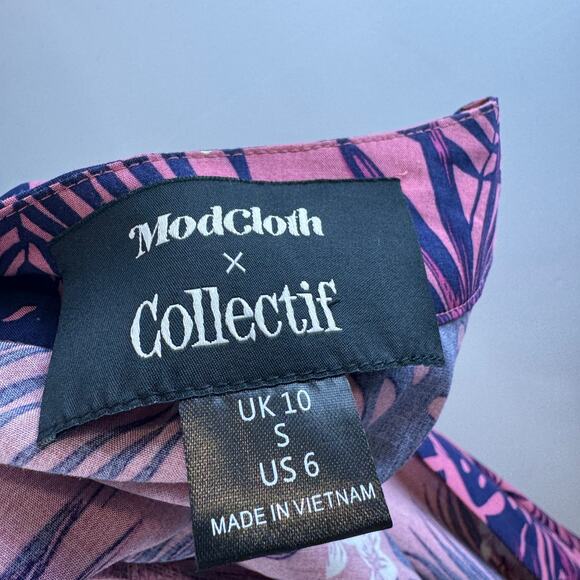 ModCloth
×
Collectif
UK 10
S
US 6
MADE IN VIETNAM